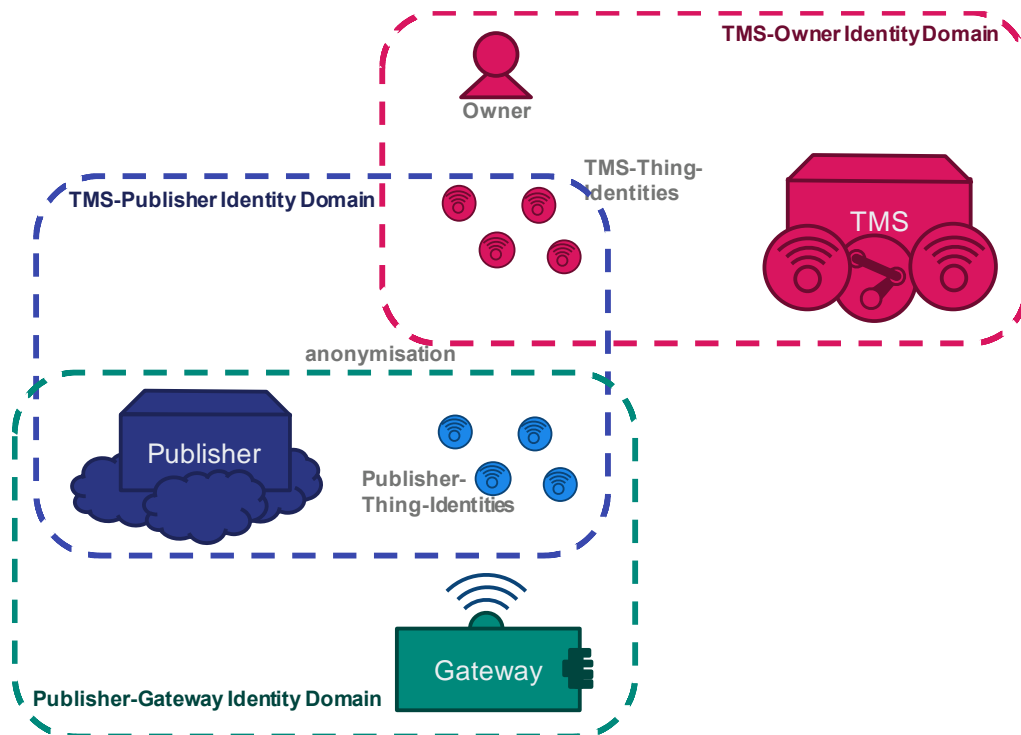 TMS-Owner Identity Domain
Owner
TMS-Thing-
identities
TMS-Publisher Identity Domain
TMS
anonymisation
Publisher
Publisher-
Thing-Identities
Gateway
Publisher-Gateway Identity Domain